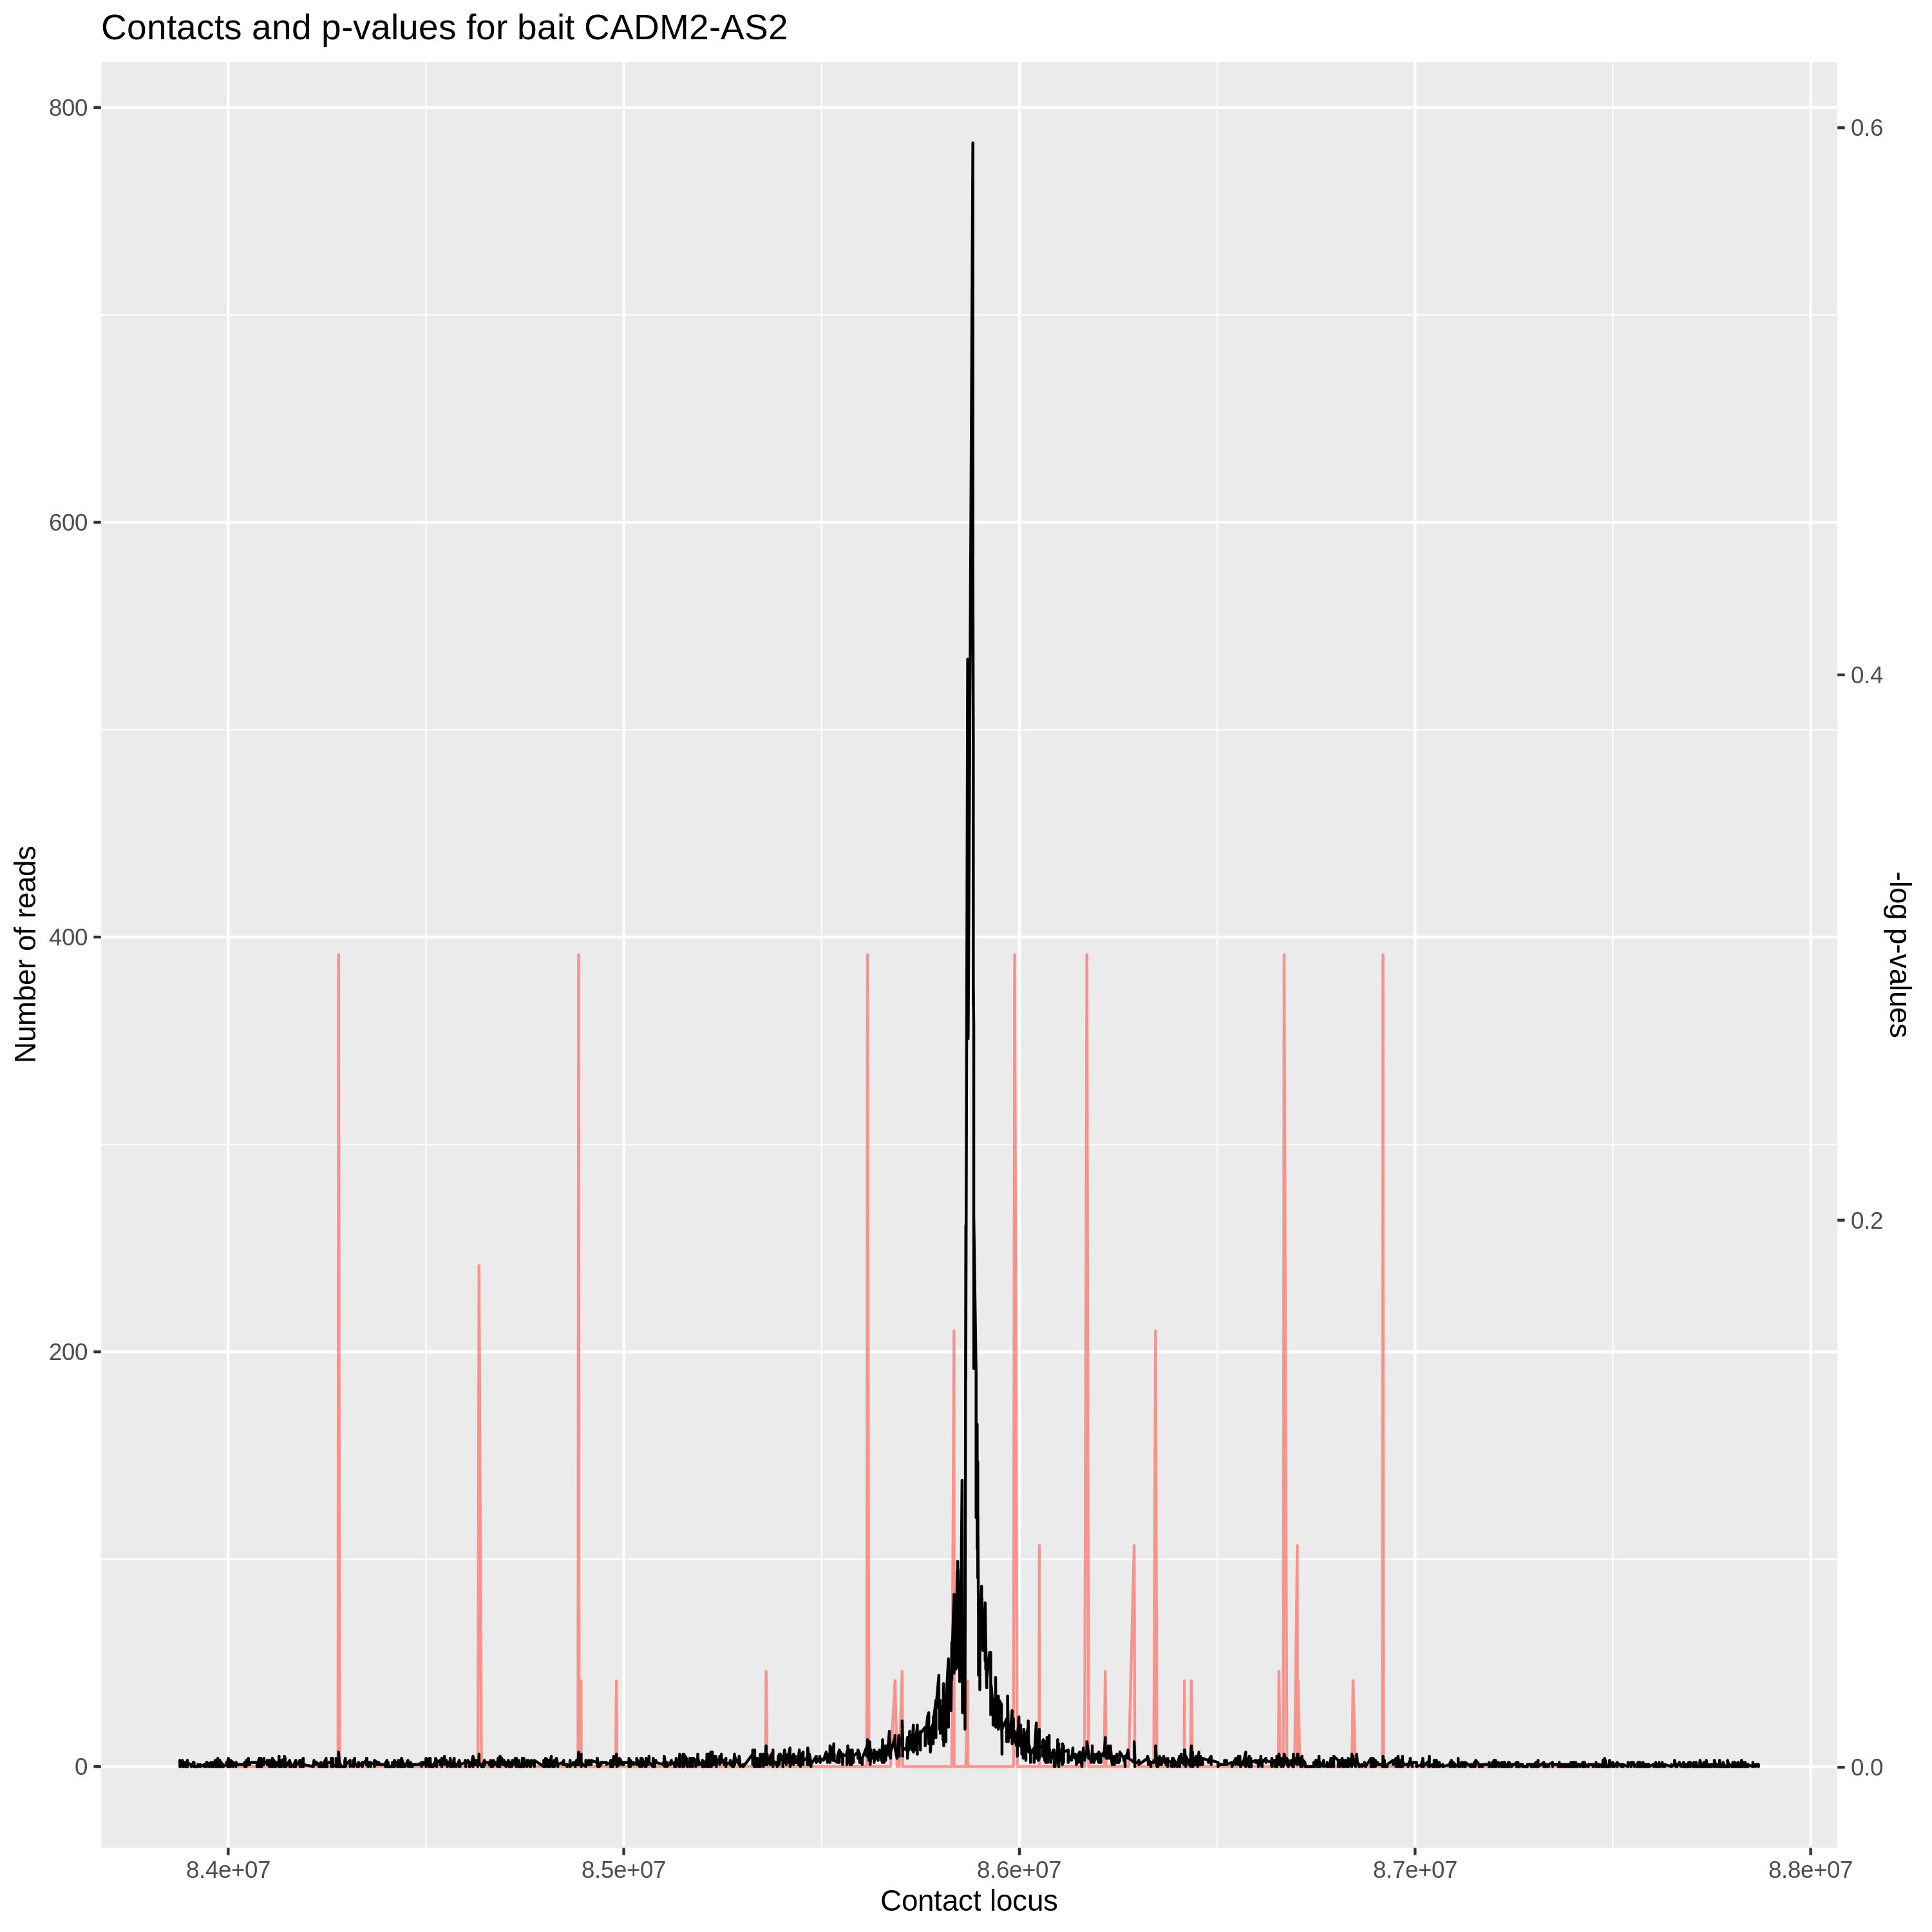 Contacts and p-values for bait CADM2-AS2
800
600
400
200
0
Number of reads
0.6
0.4
0.2
0.0
-log p-values
8.4e+07
8.5e+07
8.6e+07
8.7e+07
8.8e+07
Contact locus